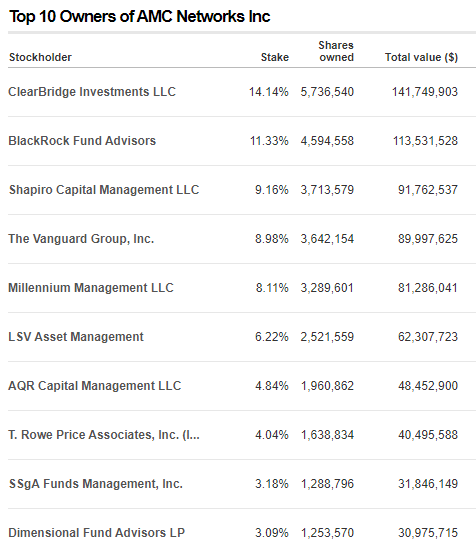 Top 10 Owners of AMC Networks Inc
Stockholder Stake Shares owned Total value ($)
ClearBridge Investments LLC 14.14% 5,736,540 141,749,903
BlackRock Fund Advisors 11.33% 4,594,558 113,531,528
Shapiro Capital Management LLC 9.16% 3,713,579 91,762,537
The Vanguard Group, Inc. 8.98% 3,642,154 89,997,625
Millennium Management LLC 8.11% 3,289,601 81,286,041
LSV Asset Management 6.22% 2,521,559 62,307,723
AQR Capital Management LLC 4.84% 1,960,862 48,452,900
T. Rowe Price Associates, Inc. (I... 4.04% 1,638,834 40,495,588
SSgA Funds Management, Inc. 3.18% 1,288,796 31,846,149
Dimensional Fund Advisors LP 3.09% 1,253,570 30,975,715